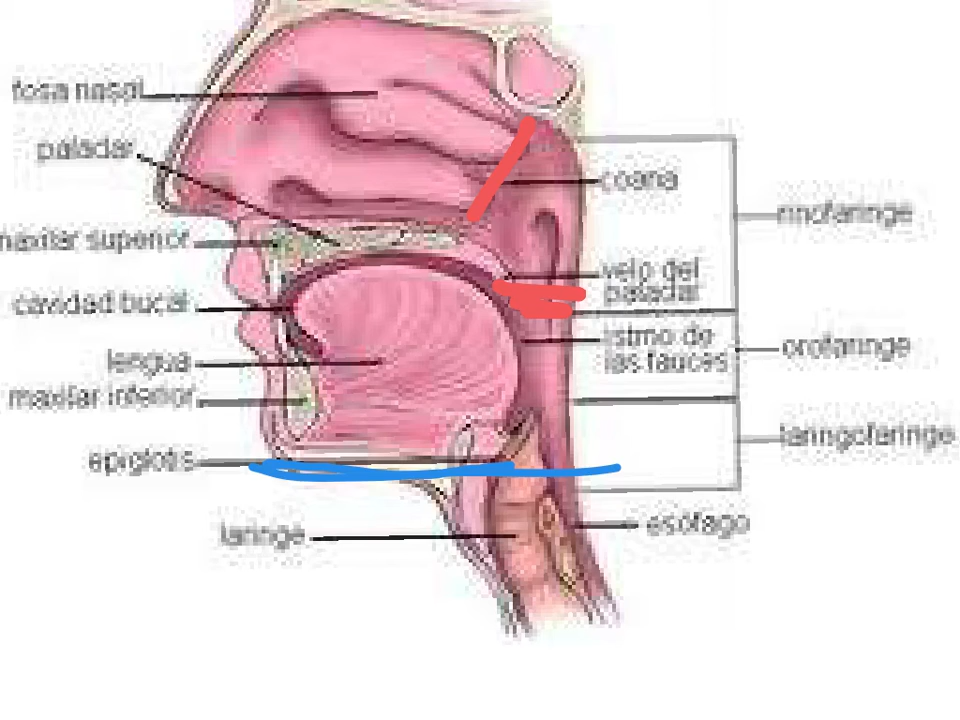 fosa nasal
paladar
maxilar superior
cavidad bucal
lengua
maxilar inferior
epiglotis
laringe
coana
velo del
paladar
istmo de
las fauces
rinofaringe
orofaringe
laringofaringe
esófago